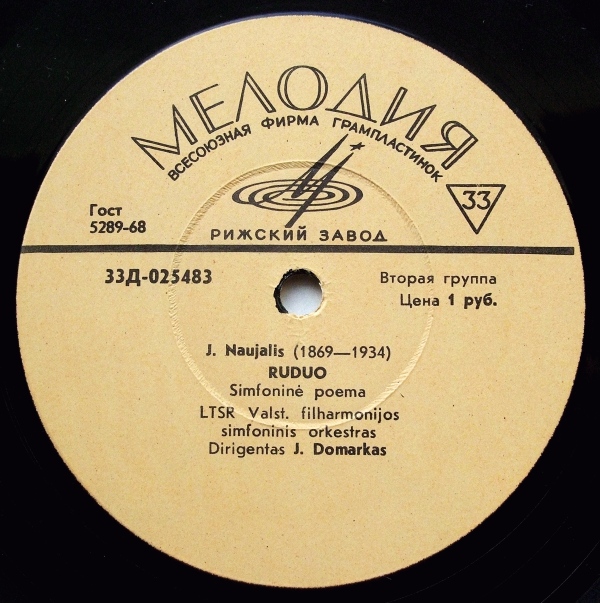 МЕЛОДИЯ
ВСЕСОЮЗНАЯ ФИРМА ГРАМПЛАСТИНОК
33
Гост
5289-68
РИЖСКИЙ ЗАВОД
33Д-025483
Вторая группа
Цена 1 руб.
J. Naujalis (1869—1934)
RUDUO
Simfoninė poema
LTSR Valst. filharmonijos
simfoninis orkestras
Dirigentas J. Domarkas